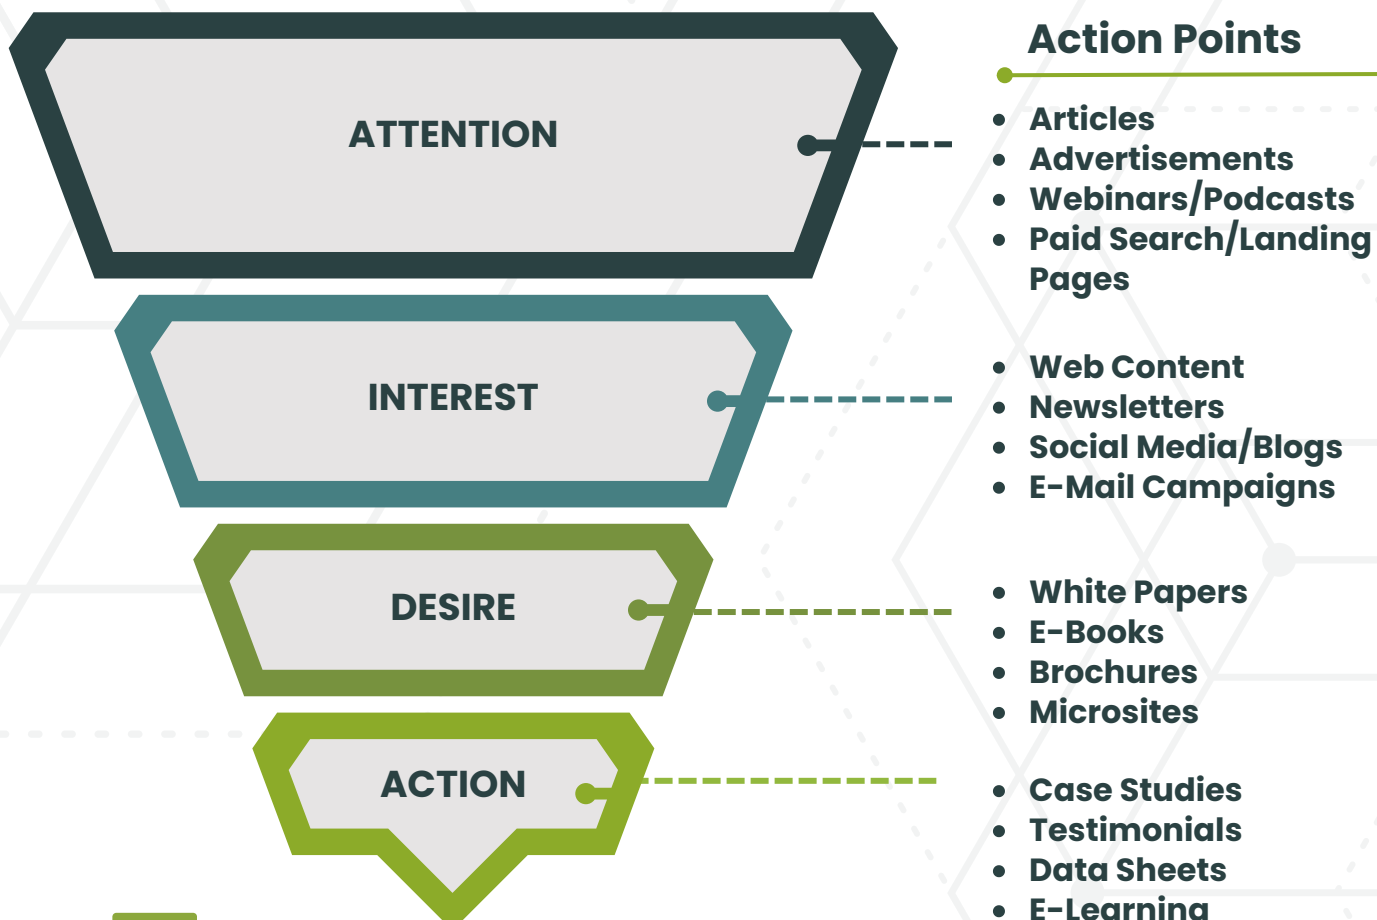 Action Points
ATTENTION
• Articles
• Advertisements
• Webinars/Podcasts
• Paid Search/Landing
Pages
INTEREST
• Web Content
• Newsletters
• Social Media/Blogs
• E-Mail Campaigns
DESIRE
• White Papers
• E-Books
• Brochures
• Microsites
ACTION
• Case Studies
• Testimonials
• Data Sheets
• E-Learning